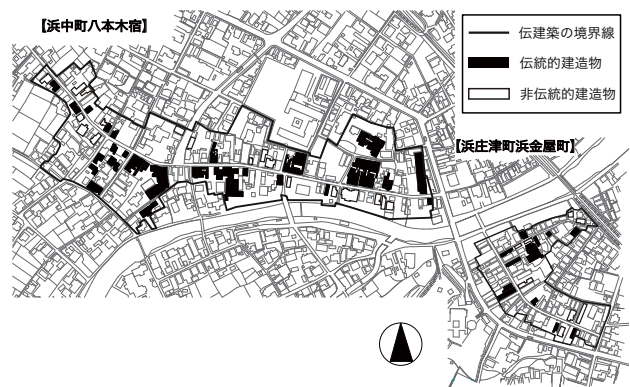 【浜中町八本木宿】
伝建築の境界線
伝統的建造物
非伝統的建造物
【浜庄津町浜金屋町】